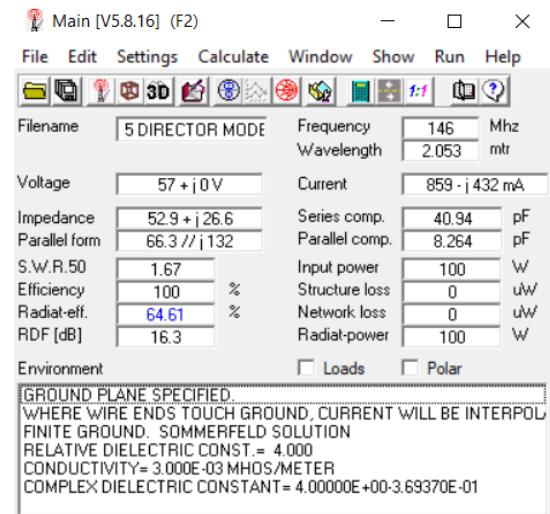 Main [V5.8.16] (F2)
File Edit Settings Calculate Window Show Run Help
3D 1:1
Filename 5 DIRECTOR MODE Frequency 146 Mhz
Wavelength 2.053 mtr
Voltage 57 + j 0 V Current 859 - j 432 mA
Impedance 52.9 + j 26.6 Series comp. 40.94 pF
Parallel form 66.3 // j 132 Parallel comp. 8.264 pF
S.W.R.50 1.67 Input power 100 W
Efficiency 100 % Structure loss 0 uW
Radiat-eff. 64.61 % Network loss 0 uW
RDF [dB] 16.3 Radiat-power 100 W
Environment Loads Polar
GROUND PLANE SPECIFIED.
WHERE WIRE ENDS TOUCH GROUND, CURRENT WILL BE INTERPOL
FINITE GROUND. SOMMERFELD SOLUTION
RELATIVE DIELECTRIC CONST.= 4.000
CONDUCTIVITY= 3.000E-03 MHOS/METER
COMPLEX DIELECTRIC CONSTANT= 4.00000E+00-3.69370E-01